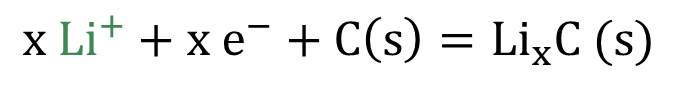 x Li⁺ + x e⁻ + C(s) = LiₓC (s)